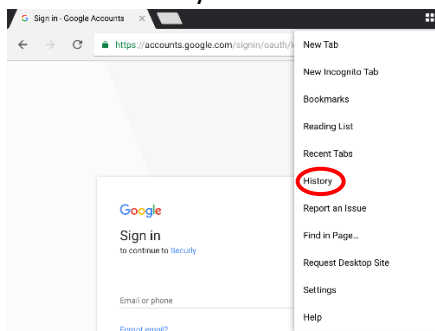 Sign in - Google Accounts
https://accounts.google.com/signin/oauth/
New Tab
New Incognito Tab
Bookmarks
Reading List
Recent Tabs
History
Report an Issue
Find in Page...
Request Desktop Site
Settings
Help
Google
Sign in
to continue to Securly
Email or phone
Forgot email?